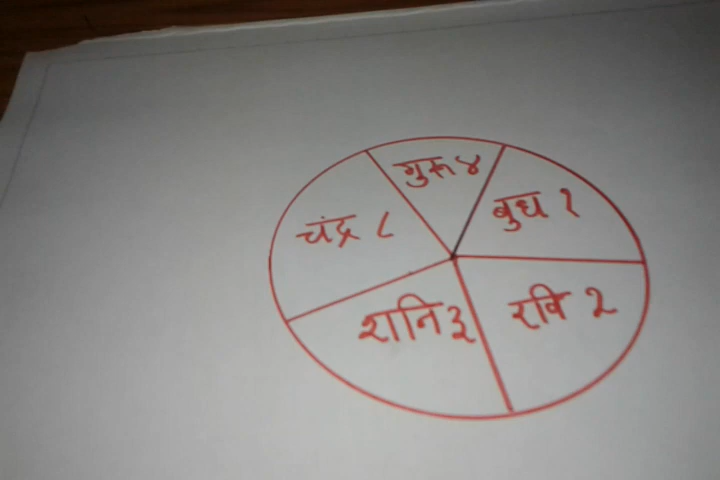 गुरू ४
बुध १
चंद्र ८
शनि ३
रवि २